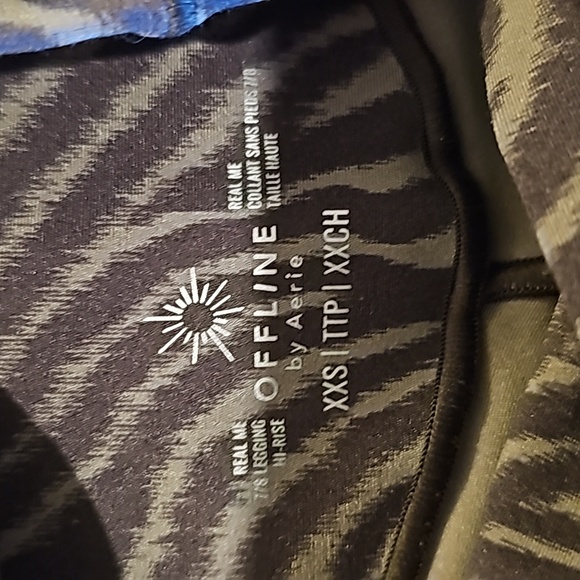 REAL ME
7/8 LEGGING
HI-RISE
OFFLINE
by Aerie
XXS | TTP | XXCH
REAL ME
COLLANT SANS PIEDS 7/8
TAILLE HAUTE